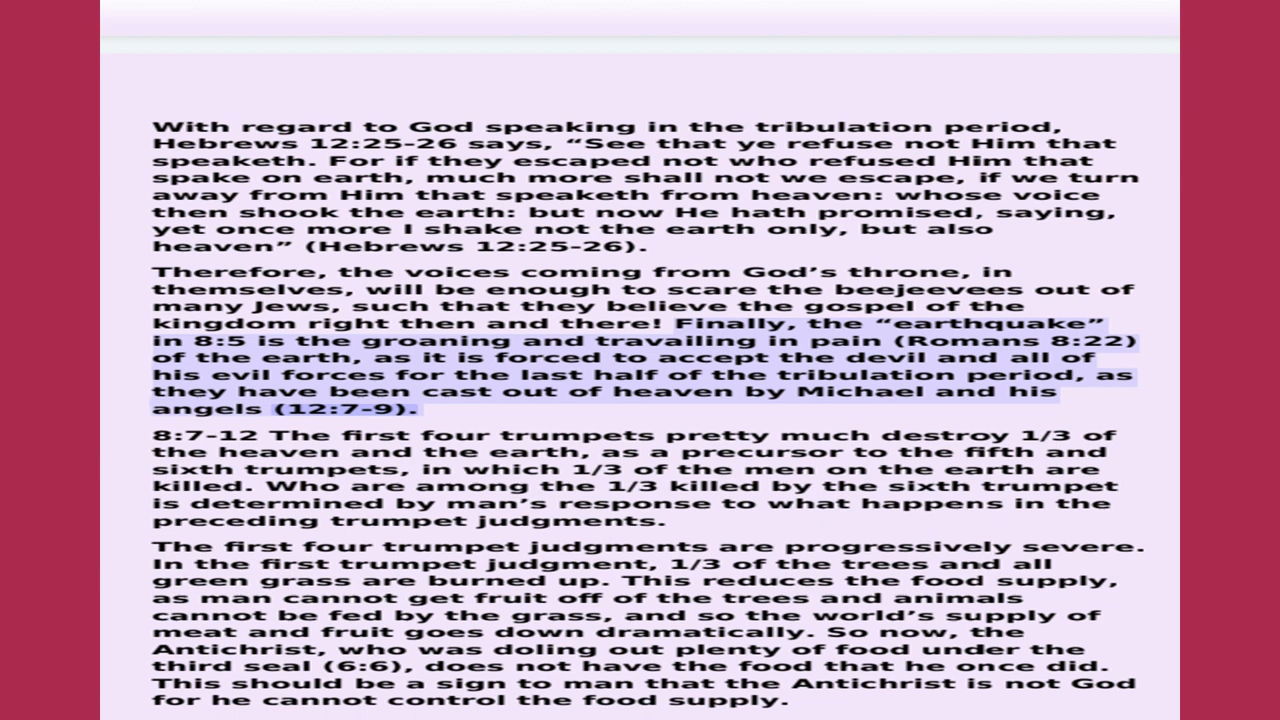 With regard to God speaking in the tribulation period,
Hebrews 12:25-26 says, “See that ye refuse not Him that
speaketh. For if they escaped not who refused Him that
spake on earth, much more shall not we escape, if we turn
away from Him that speaketh from heaven: whose voice
then shook the earth: but now He hath promised, saying,
yet once more I shake not the earth only, but also
heaven” (Hebrews 12:25-26).
Therefore, the voices coming from God’s throne, in
themselves, will be enough to scare the beejeevees out of
many Jews, such that they believe the gospel of the
kingdom right then and there! Finally, the “earthquake”
in 8:5 is the groaning and travailing in pain (Romans 8:22)
of the earth, as it is forced to accept the devil and all of
his evil forces for the last half of the tribulation period, as
they have been cast out of heaven by Michael and his
angels (12:7-9).
8:7-12 The first four trumpets pretty much destroy 1/3 of
the heaven and the earth, as a precursor to the fifth and
sixth trumpets, in which 1/3 of the men on the earth are
killed. Who are among the 1/3 killed by the sixth trumpet
is determined by man’s response to what happens in the
preceding trumpet judgments.
The first four trumpet judgments are progressively severe.
In the first trumpet judgment, 1/3 of the trees and all
green grass are burned up. This reduces the food supply,
as man cannot get fruit off of the trees and animals
cannot be fed by the grass, and so the world’s supply of
meat and fruit goes down dramatically. So now, the
Antichrist, who was doling out plenty of food under the
third seal (6:6), does not have the food that he once did.
This should be a sign to man that the Antichrist is not God
for he cannot control the food supply.